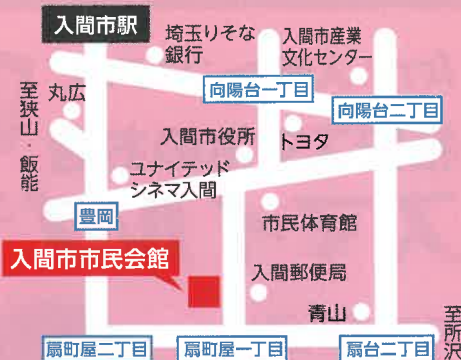 入間市駅
埼玉りそな
銀行
入間市産業
文化センター
丸広
向陽台一丁目
向陽台二丁目
至狭山・飯能
入間市役所
トヨタ
ユナイテッド
シネマ入間
豊岡
市民体育館
入間市市民会館
入間郵便局
青山
至所沢
扇町屋二丁目
扇町屋一丁目
扇台二丁目